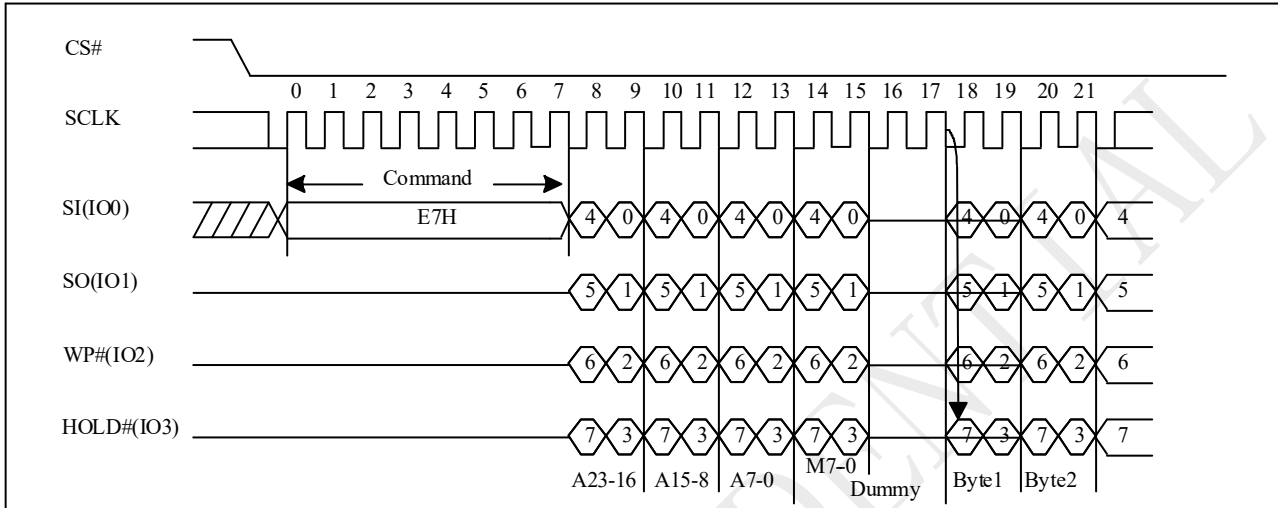 CS#
0 1 2 3 4 5 6 7 8 9 10 11 12 13 14 15 16 17 18 19 20 21
SCLK
Command
SI(IO0)
E7H
4 0 4 0 4 0 4 0 4 0 4 0 4
SO(IO1)
5 1 5 1 5 1 5 1 5 1 5 1 5
WP#(IO2)
6 2 6 2 6 2 6 2 6 2 6 2 6
HOLD#(IO3)
7 3 7 3 7 3 7 3 7 3 7 3 7
A23-16 A15-8 A7-0 M7-0 Dummy Byte1 Byte2
DENTIAL